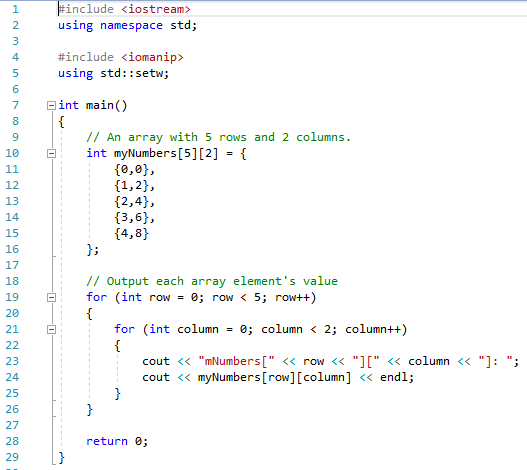 1 #include <iostream>
2 using namespace std;
3
4 #include <iomanip>
5 using std::setw;
6
7 int main()
8 {
9     // An array with 5 rows and 2 columns.
10     int myNumbers[5][2] = {
11         {0,0},
12         {1,2},
13         {2,4},
14         {3,6},
15         {4,8}
16     };
17
18     // Output each array element's value
19     for (int row = 0; row < 5; row++)
20     {
21         for (int column = 0; column < 2; column++)
22         {
23             cout << "mNumbers[" << row << "][" << column << "]: ";
24             cout << myNumbers[row][column] << endl;
25         }
26     }
27
28     return 0;
29 }